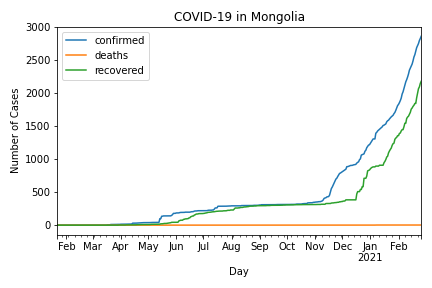 COVID-19 in Mongolia
confirmed
deaths
recovered
Number of Cases
3000
2500
2000
1500
1000
500
0
Feb Mar Apr May Jun Jul Aug Sep Oct Nov Dec Jan Feb
2021
Day